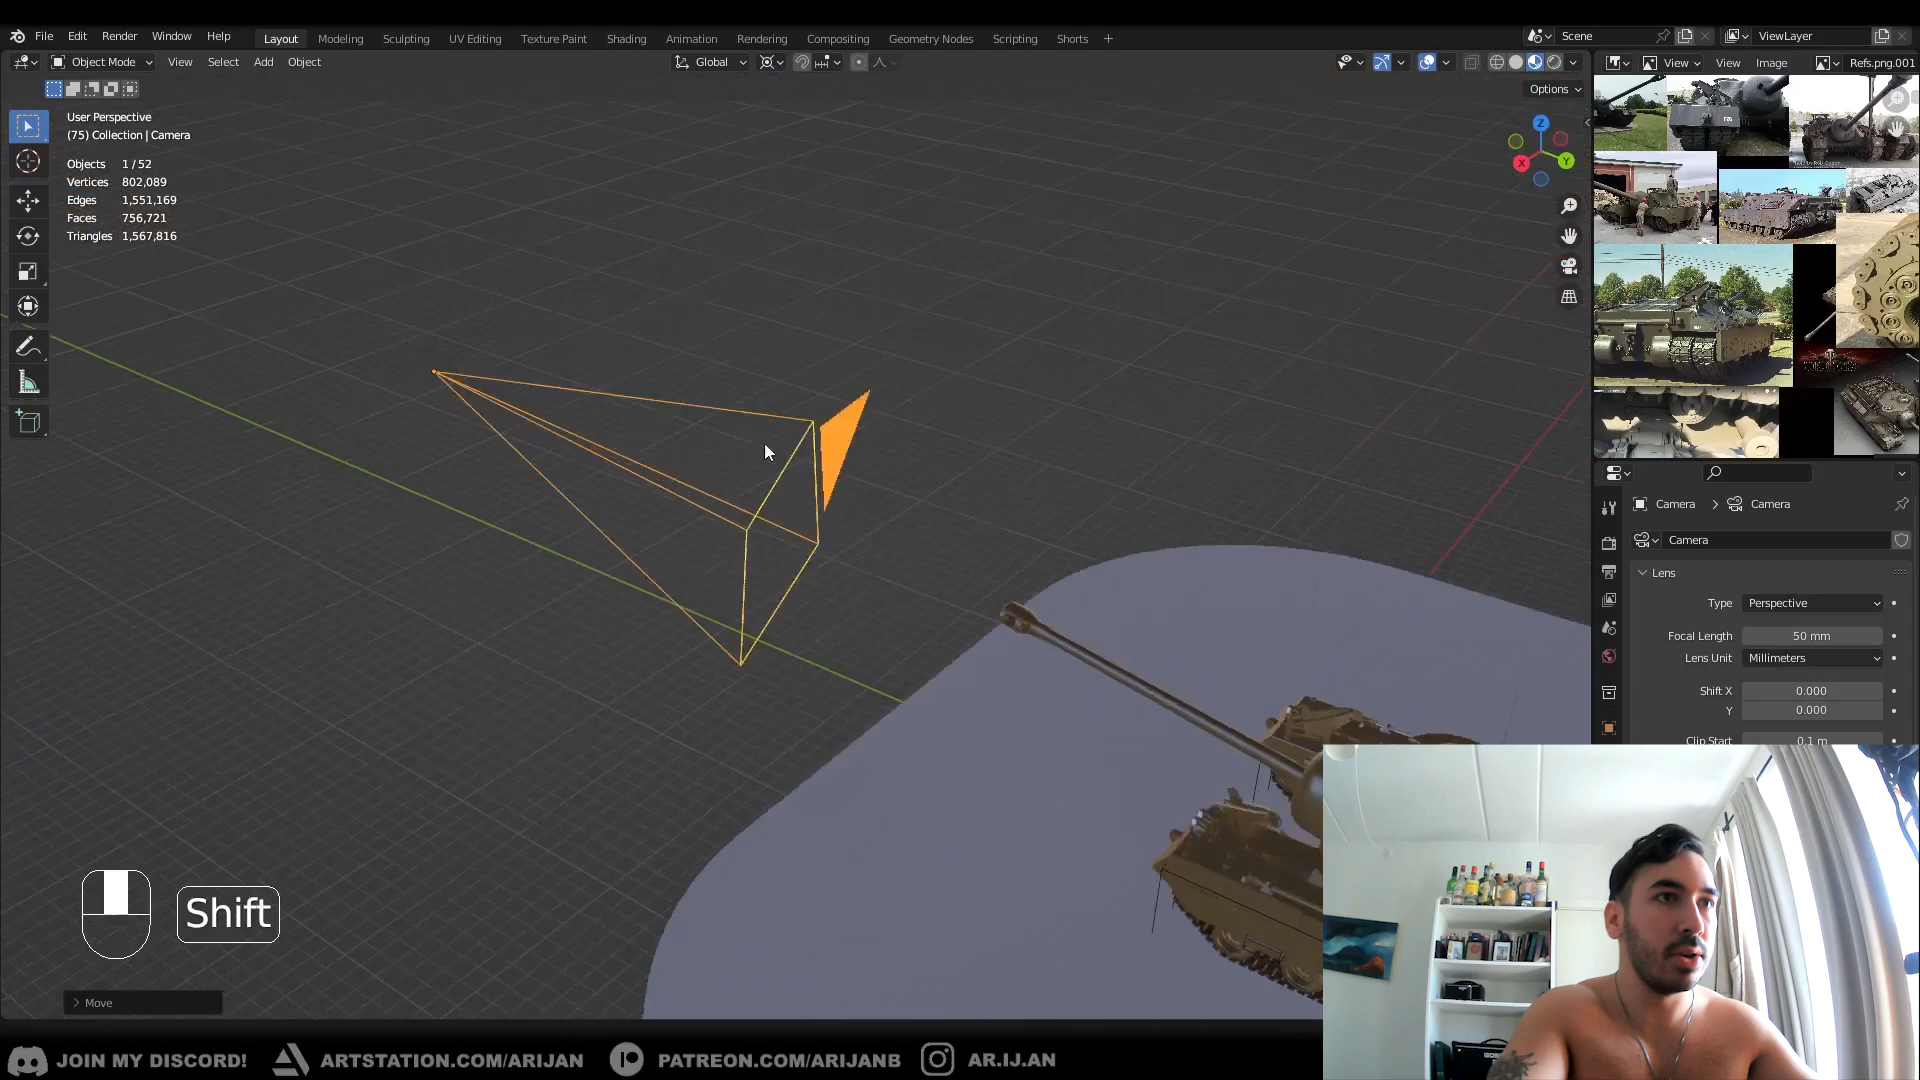 File Edit Render Window Help
Layout Modeling Sculpting UV Editing Texture Paint Shading Animation Rendering Compositing Geometry Nodes Scripting Shorts +
Scene
ViewLayer
Object Mode View Select Add Object
Global
View View Image Refs.png.001
Options
User Perspective
(75) Collection | Camera
Objects 1 / 52
Vertices 802,089
Edges 1,551,169
Faces 756,721
Triangles 1,567,816
Z
X
Y
Camera > Camera
Camera
Lens
Type Perspective
Focal Length 50 mm
Lens Unit Millimeters
Shift X 0.000
Y 0.000
Clip Start 0.1 m
Shift
> Move
JOIN MY DISCORD! ARTSTATION.COM/ARIJAN PATREON.COM/ARIJANB AR.IJ.AN